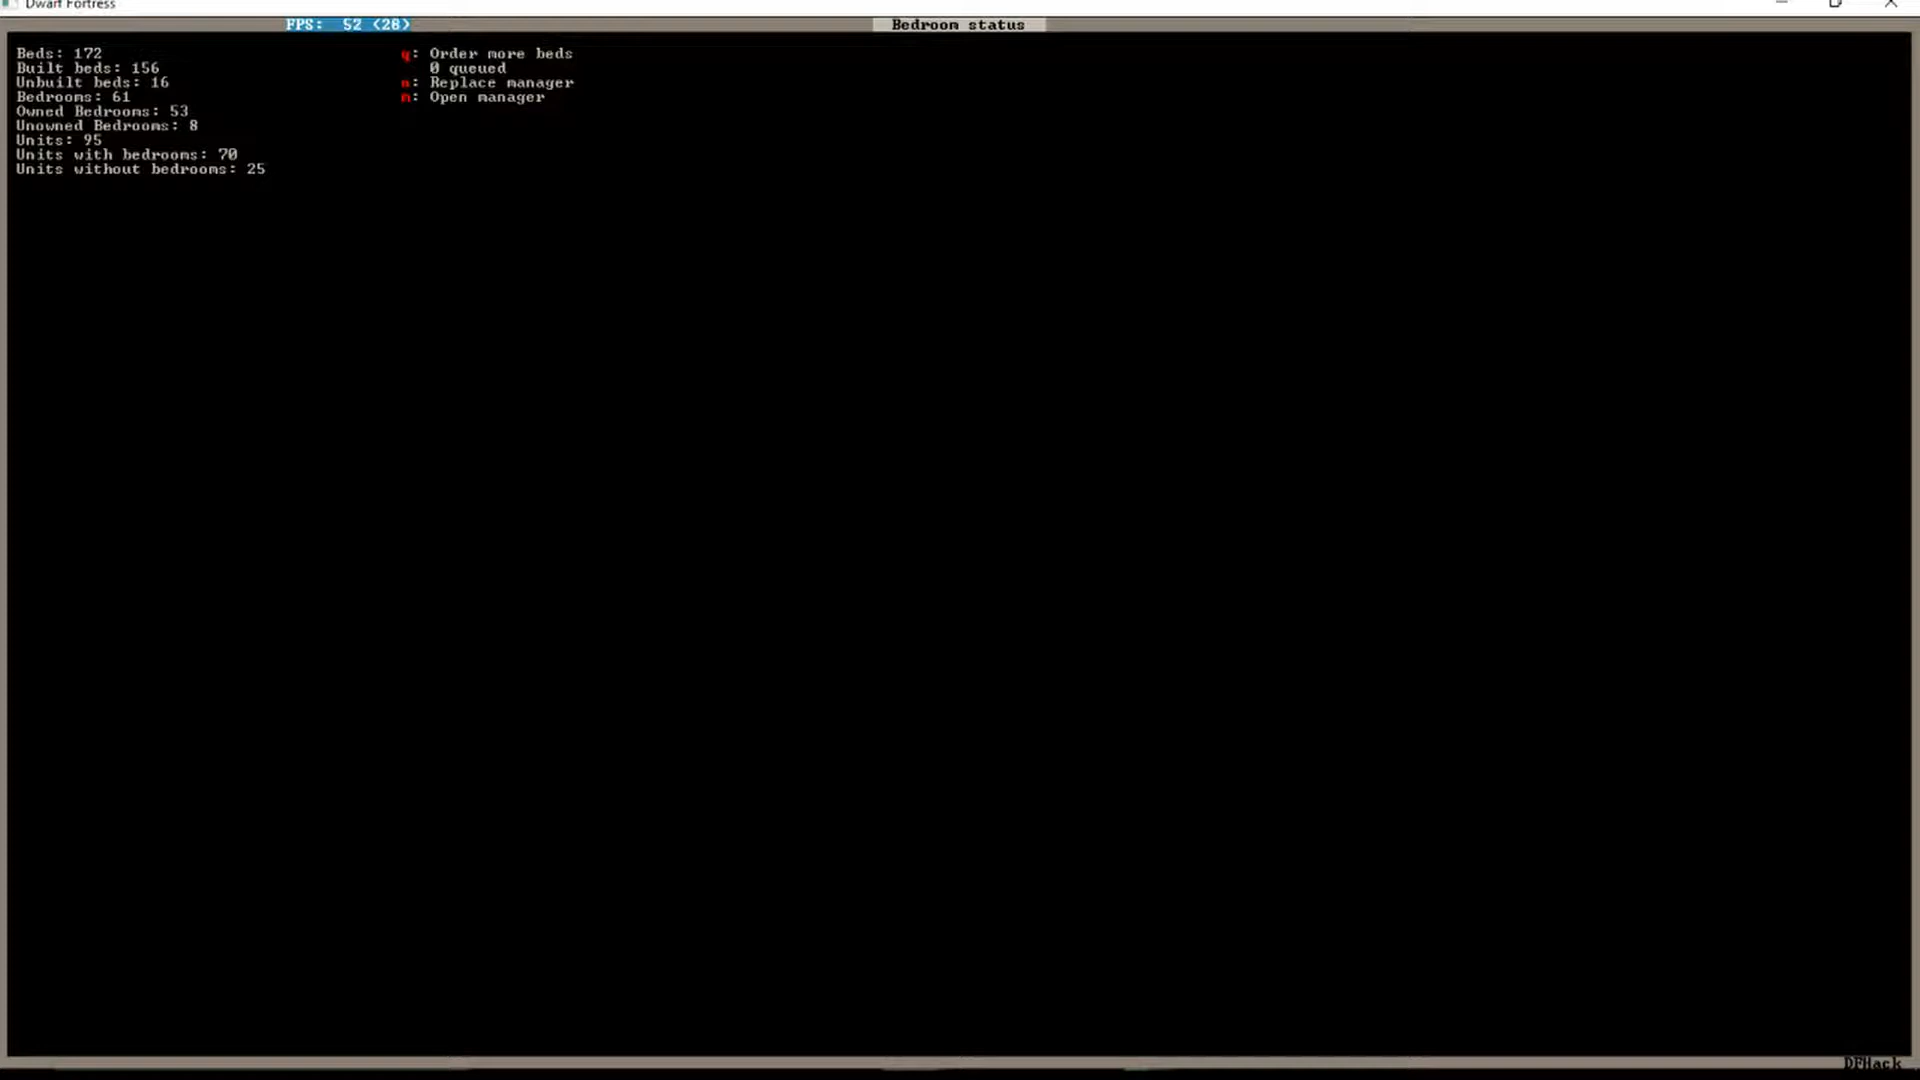 Dwarf Fortress
FPS: 52 (28)
Bedroom status
Beds: 172
Built beds: 156
Unbuilt beds: 16
Bedrooms: 61
Owned Bedrooms: 53
Unowned Bedrooms: 8
Units: 95
Units with bedrooms: 70
Units without bedrooms: 25
q: Order more beds
0 queued
n: Replace manager
m: Open manager
DFHack